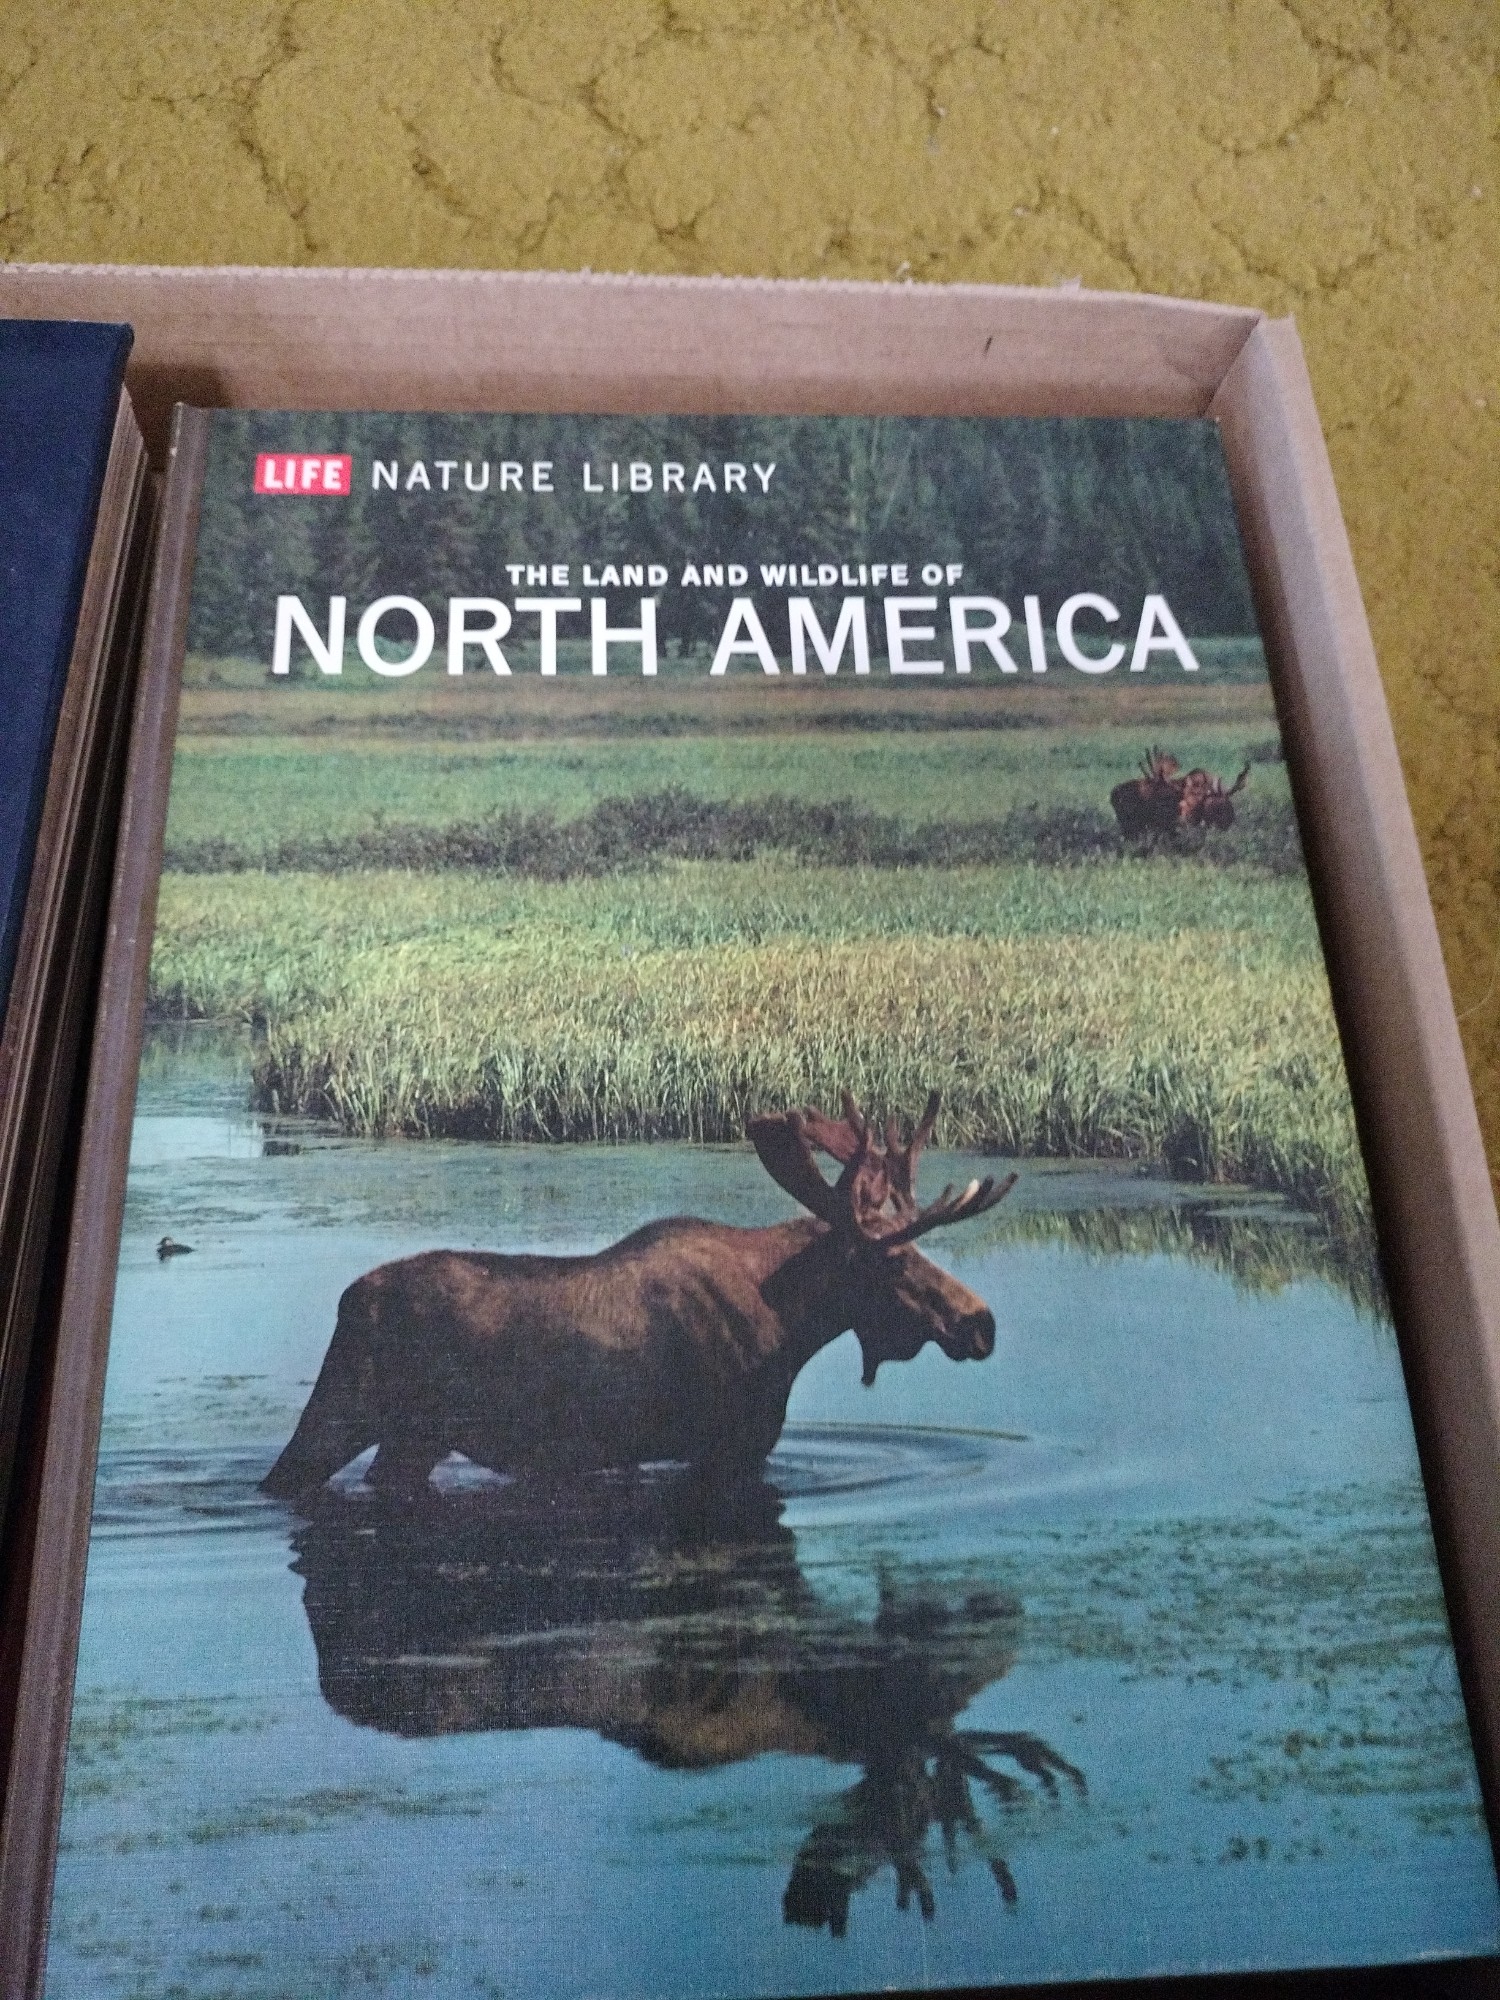 LIFE NATURE LIBRARY
THE LAND AND WILDLIFE OF
NORTH AMERICA